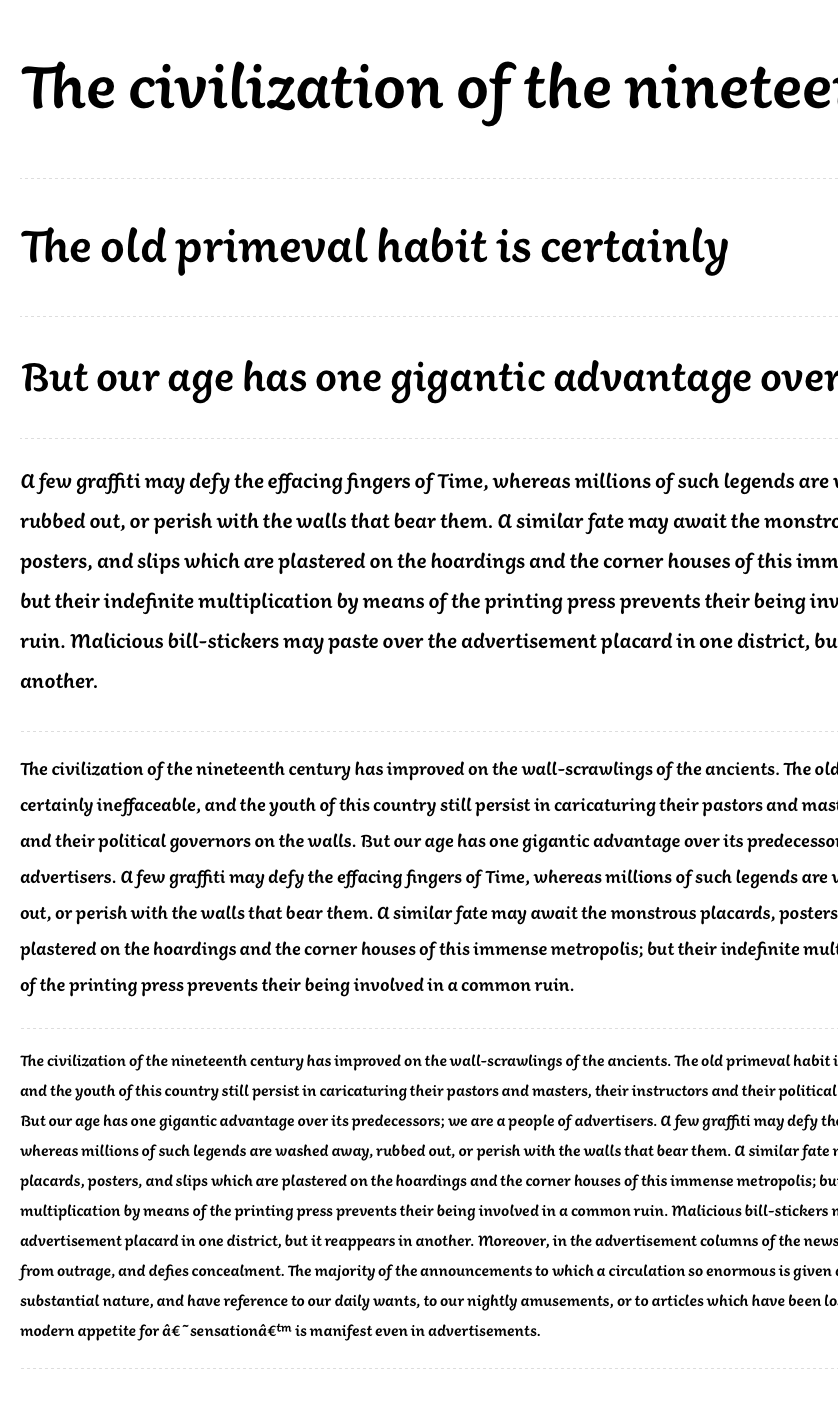 The civilization of the
The old primeval habit is certainly
But our age has one gigantic advantage over
A few graffiti may defy the effacing fingers of Time, whereas millions of such legends are
rubbed out, or perish with the walls that bear them. A similar fate may await the
posters, and slips which are plastered on the hoardings and the corner houses of this
but their indefinite multiplication by means of the printing press prevents their being
ruin. Malicious bill-stickers may paste over the advertisement placard in one district,
another.
The civilization of the nineteenth century has improved on the wall-scrawlings of the ancients. The old
certainly ineffaceable, and the youth of this country still persist in caricaturing their pastors and
and their political governors on the walls. But our age has one gigantic advantage over its
advertisers. A few graffiti may defy the effacing fingers of Time, whereas millions of such legends are
out, or perish with the walls that bear them. A similar fate may await the monstrous placards, posters
plastered on the hoardings and the corner houses of this immense metropolis; but their indefinite
of the printing press prevents their being involved in a common ruin.
The civilization of the nineteenth century has improved on the wall-scrawlings of the ancients. The old primeval habit
and the youth of this country still persist in caricaturing their pastors and masters, their instructors and their political
But our age has one gigantic advantage over its predecessors; we are a people of advertisers. A few graffiti may defy
whereas millions of such legends are washed away, rubbed out, or perish with the walls that bear them. A similar fate
placards, posters, and slips which are plastered on the hoardings and the corner houses of this immense metropolis;
multiplication by means of the printing press prevents their being involved in a common ruin. Malicious bill-stickers
advertisement placard in one district, but it reappears in another. Moreover, in the advertisement columns of the
from outrage, and defies concealment. The majority of the announcements to which a circulation so enormous is given
substantial nature, and have reference to our daily wants, to our nightly amusements, or to articles which have been
modern appetite for â€˜sensationâ€™ is manifest even in advertisements.